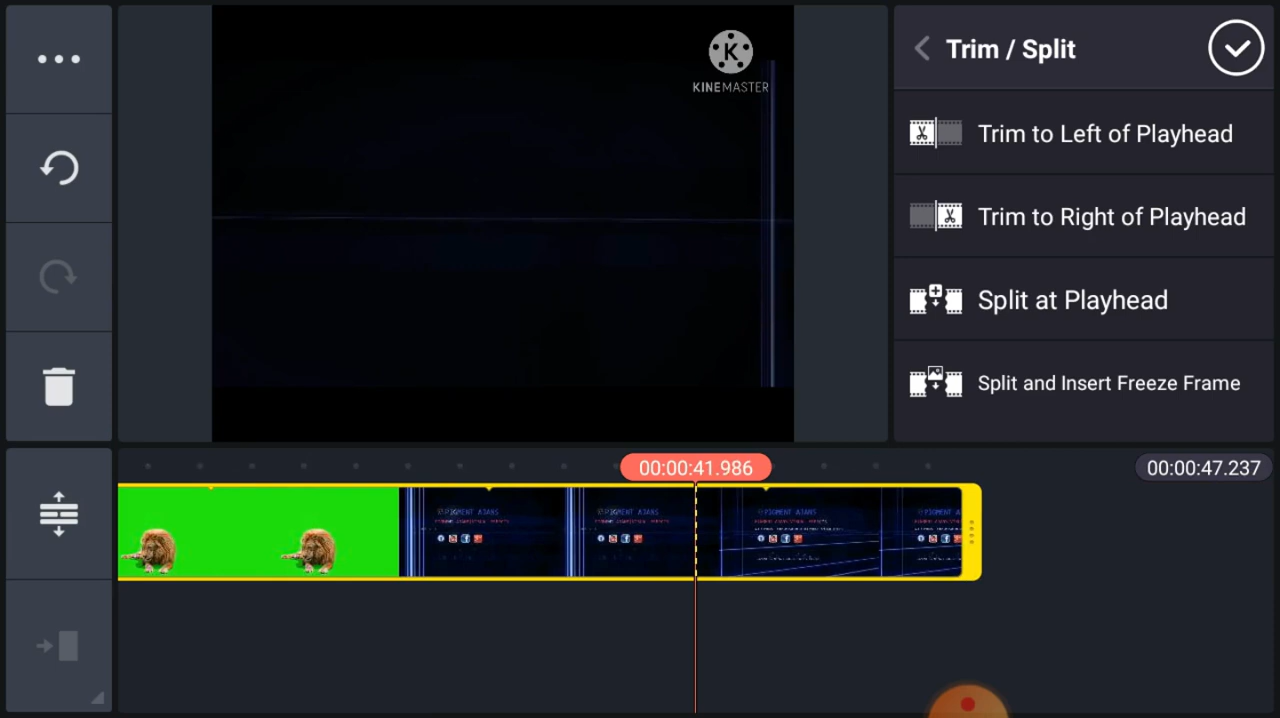 KINEMASTER
Trim / Split
Trim to Left of Playhead
Trim to Right of Playhead
Split at Playhead
Split and Insert Freeze Frame
00:00:41.986
00:00:47.237